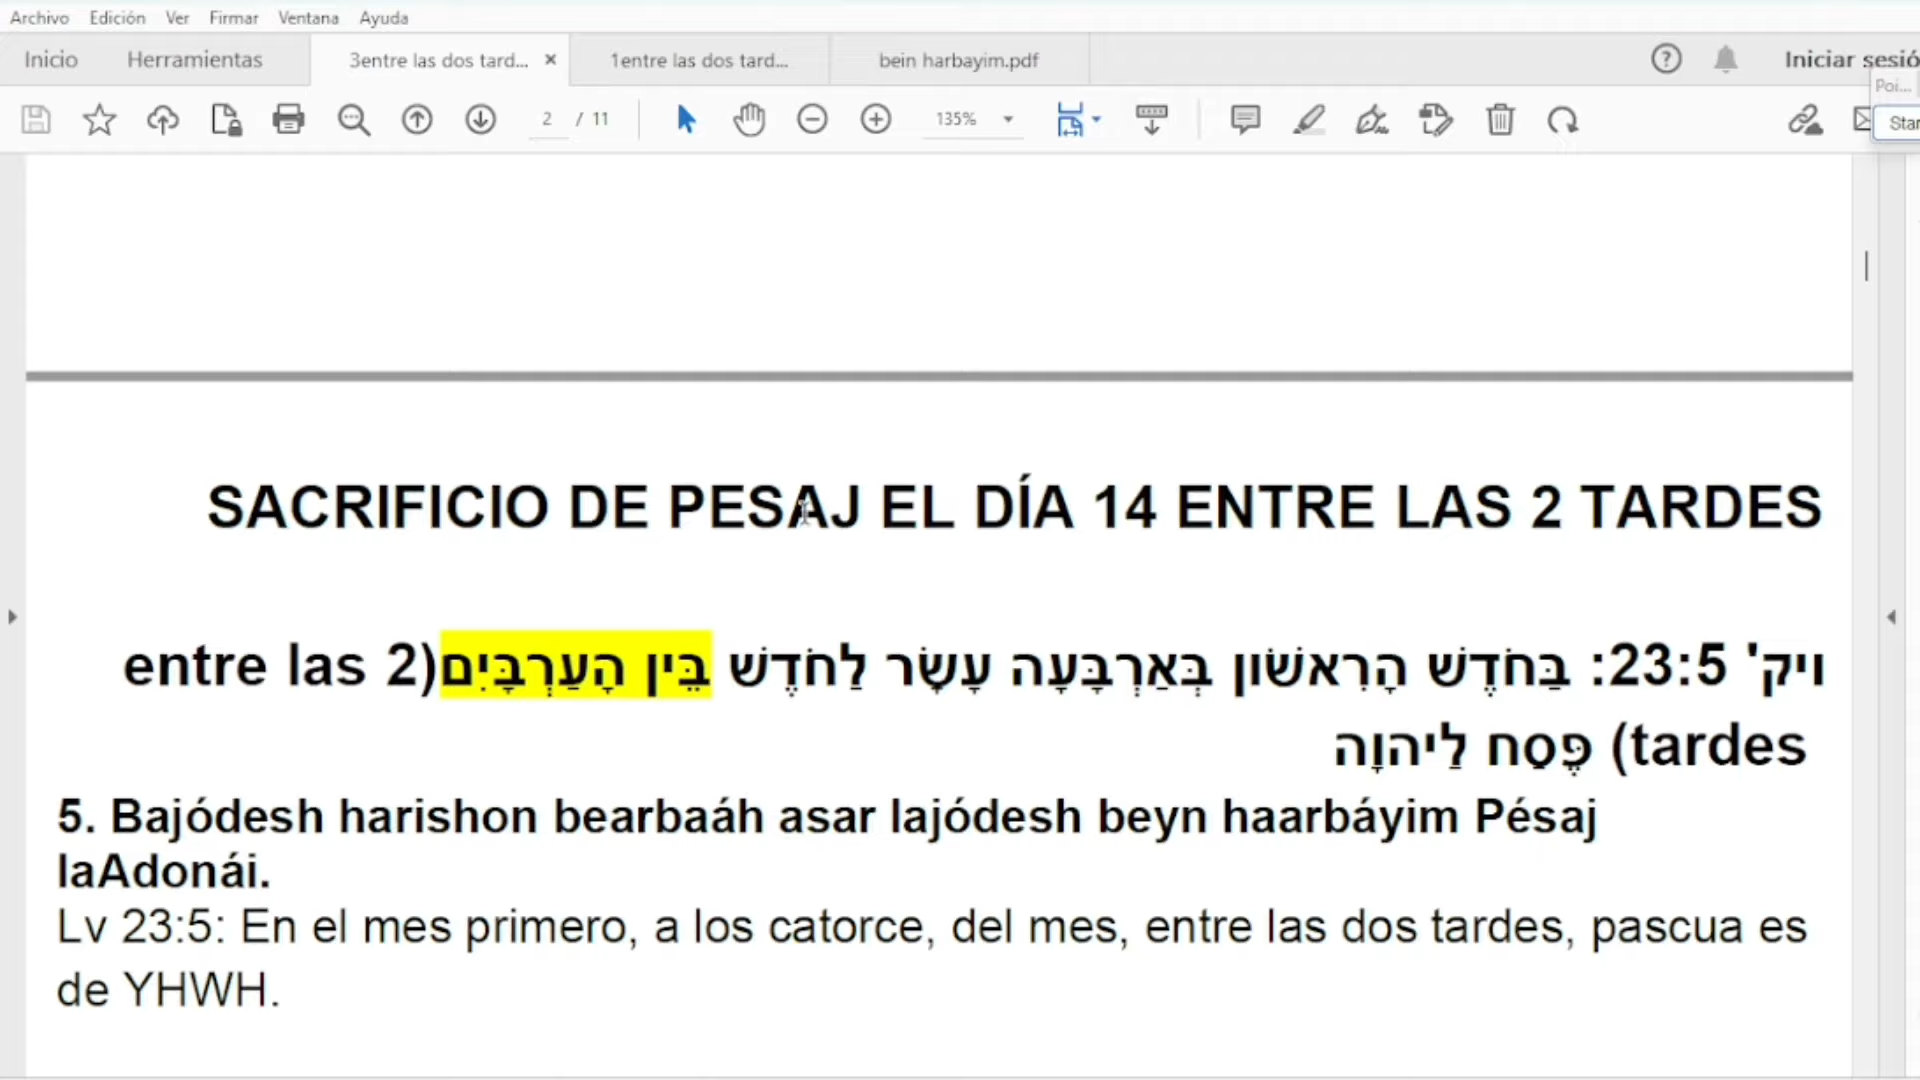 Archivo Edición Ver Firmar Ventana Ayuda
Inicio Herramientas 3entre las dos tard... × 1entre las dos tard... bein harbayim.pdf Iniciar sesió
Poi...
2 / 11 135% Star
SACRIFICIO DE PESAJ EL DÍA 14 ENTRE LAS 2 TARDES
ויק' 23:5: בַּחֹדֶשׁ הָרִאשׁוֹן בְּאַרְבָּעָה עָשָׂר לַחֹדֶשׁ בֵּין הָעַרְבָּיִם(entre las 2
tardes) פֶּסַח לַיהוָה
5. Bajódesh harishon bearbaáh asar lajódesh beyn haarbáyim Pésaj
laAdonái.
Lv 23:5: En el mes primero, a los catorce, del mes, entre las dos tardes, pascua es
de YHWH.